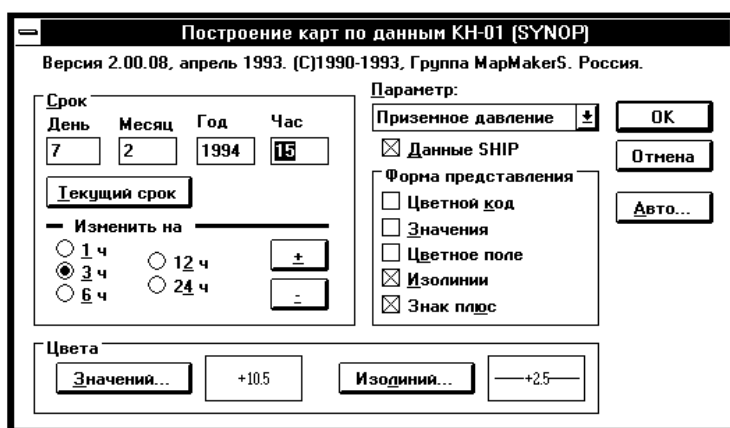 Построение карт по данным КН-01 (SYNOP)
Версия 2.00.08, апрель 1993. (C)1990-1993, Группа MapMakerS. Россия.
Срок
День Месяц Год Час
7 2 1994 15
Текущий срок
Изменить на
1 ч
3 ч
6 ч
12 ч
24 ч
+
-
Параметр:
Приземное давление
Данные SHIP
Форма представления
Цветной код
Значения
Цветное поле
Изолинии
Знак плюс
OK
Отмена
Авто...
Цвета
Значений... +10.5 Изолиний... +2.5